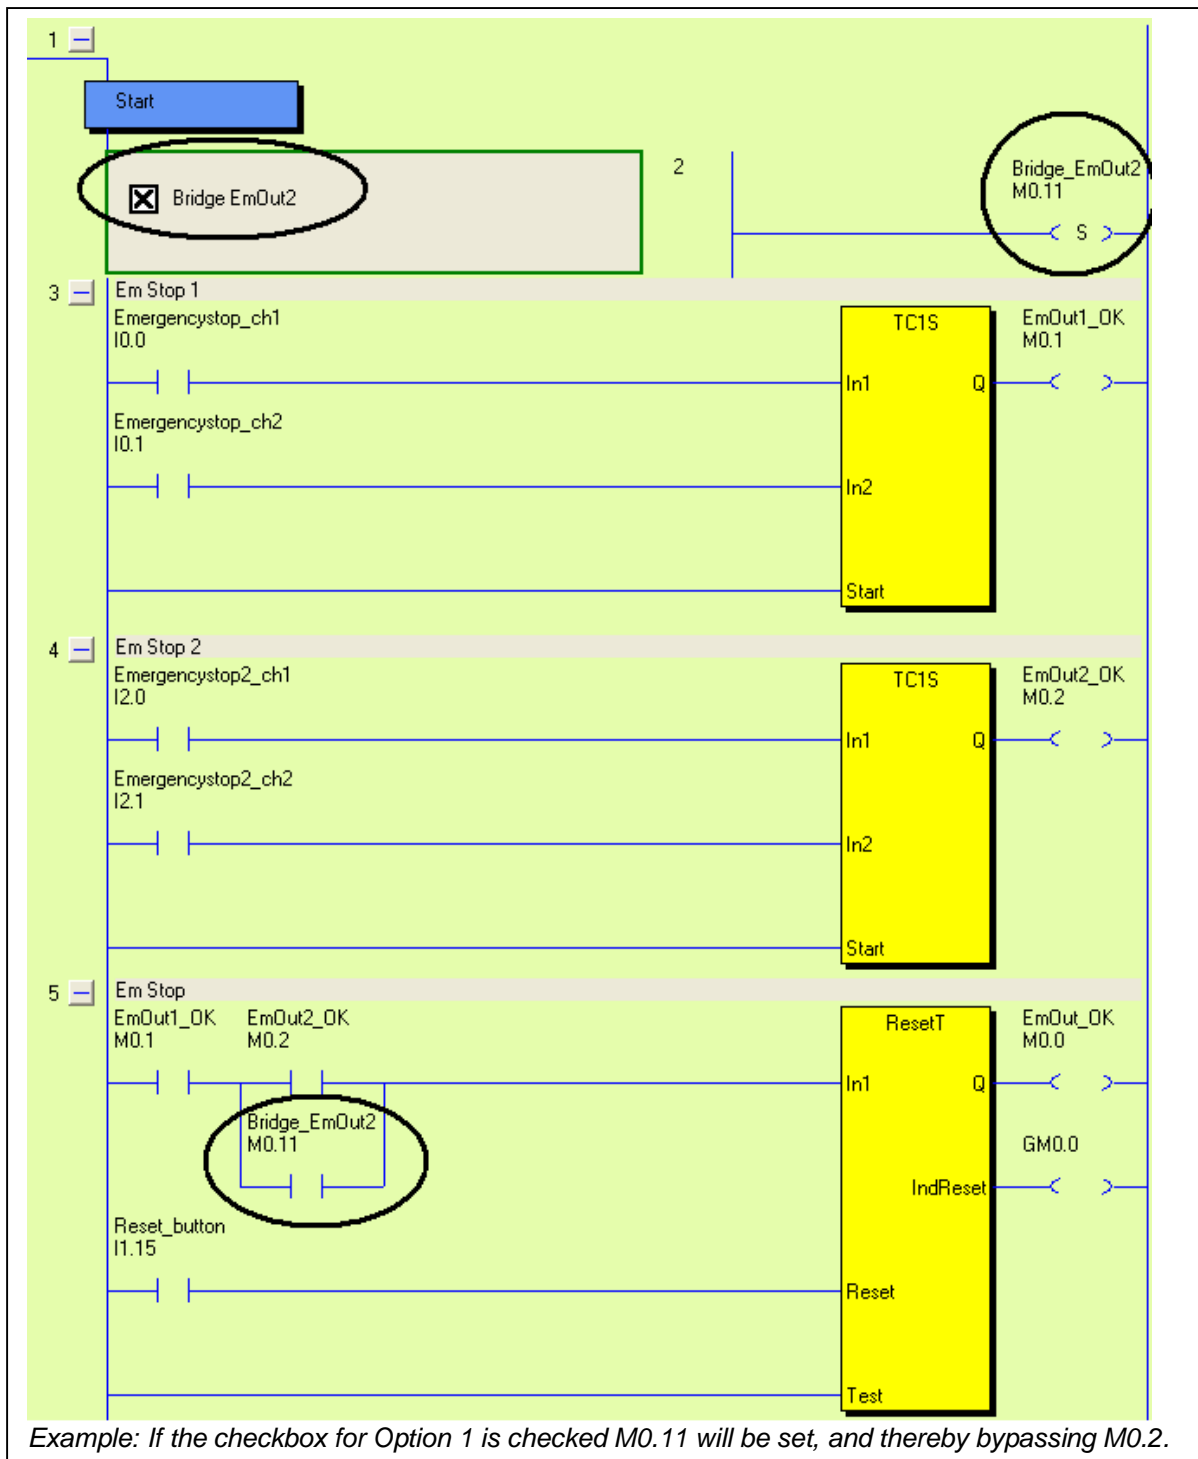 1
Start
Bridge EmOut2
2
Bridge_EmOut2
M0.11
S
3
Em Stop 1
Emergencystop_ch1
I0.0
TC1S
EmOut1_OK
M0.1
In1
Q
Emergencystop_ch2
I0.1
In2
Start
4
Em Stop 2
Emergencystop2_ch1
I2.0
TC1S
EmOut2_OK
M0.2
In1
Q
Emergencystop2_ch2
I2.1
In2
Start
5
Em Stop
EmOut1_OK EmOut2_OK
M0.1 M0.2
ResetT
EmOut_OK
M0.0
In1
Q
Bridge_EmOut2
M0.11
GM0.0
IndReset
Reset_button
I1.15
Reset
Test
Example: If the checkbox for Option 1 is checked M0.11 will be set, and thereby bypassing M0.2.